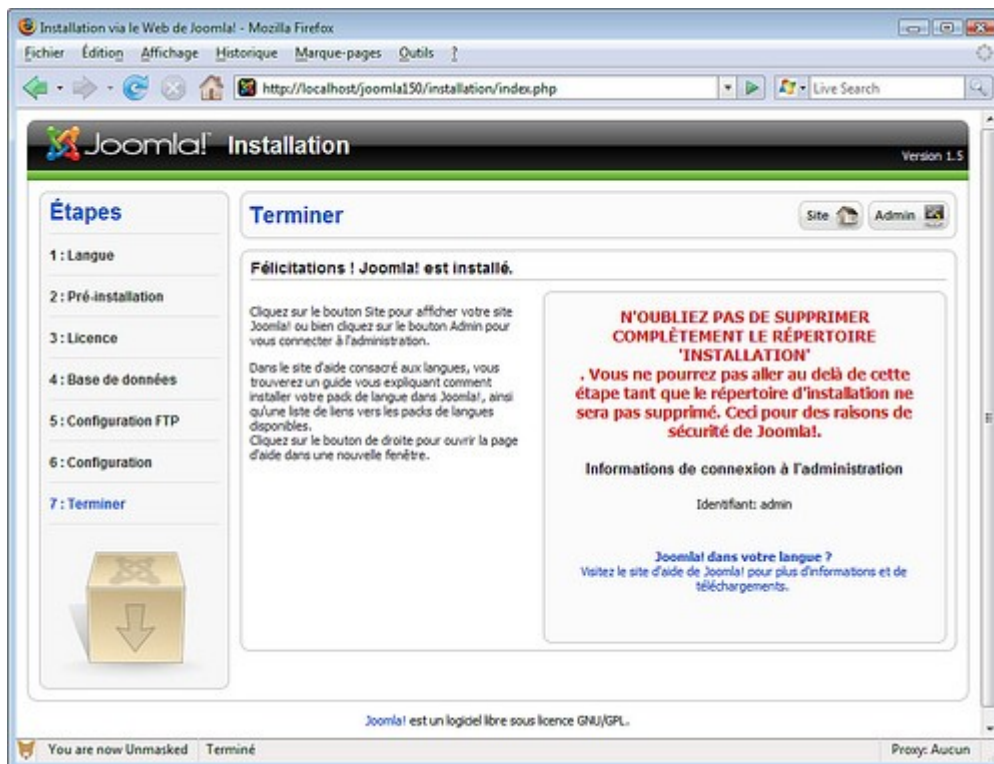 Installation via le Web de Joomla! - Mozilla Firefox
Fichier Édition Affichage Historique Marque-pages Outils ?
http://localhost/joomla150/installation/index.php
Live Search
Joomla! Installation
Version 1.5
Étapes
1 : Langue
2 : Pré-installation
3 : Licence
4 : Base de données
5 : Configuration FTP
6 : Configuration
7 : Terminer
Terminer
Site
Admin
Félicitations ! Joomla! est installé.
Cliquez sur le bouton Site pour afficher votre site
Joomla! ou bien cliquez sur le bouton Admin pour
vous connecter à l'administration.
Dans le site d'aide consacré aux langues, vous
trouverez un guide vous expliquant comment
installer votre pack de langue dans Joomla!, ainsi
qu'une liste de liens vers les packs de langues
disponibles.
Cliquez sur le bouton de droite pour ouvrir la page
d'aide dans une nouvelle fenêtre.
N'OUBLIEZ PAS DE SUPPRIMER
COMPLÈTEMENT LE RÉPERTOIRE
'INSTALLATION'
. Vous ne pourrez pas aller au delà de cette
étape tant que le répertoire d'installation ne
sera pas supprimé. Ceci pour des raisons de
sécurité de Joomla!.
Informations de connexion à l'administration
Identifiant: admin
Joomla! dans votre langue ?
Visitez le site d'aide de Joomla! pour plus d'informations et de
téléchargements.
Joomla! est un logiciel libre sous licence GNU/GPL.
You are now Unmasked Terminé Proxy: Aucun